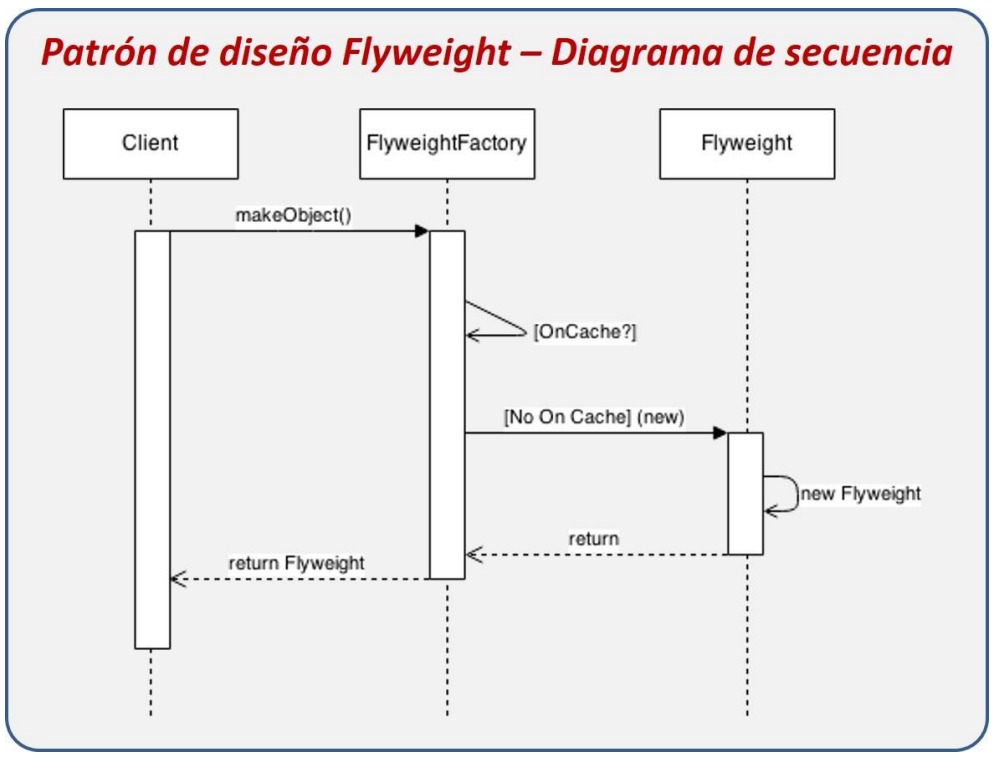 Patrón de diseño Flyweight – Diagrama de secuencia
Client
FlyweightFactory
Flyweight
makeObject()
[OnCache?]
[No On Cache] (new)
new Flyweight
return
return Flyweight